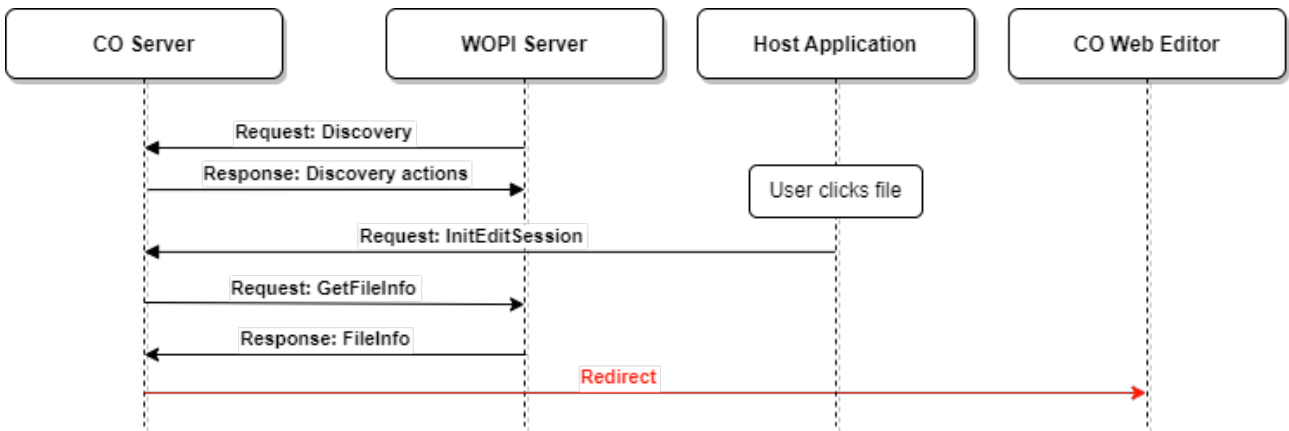 CO Server
WOPI Server
Host Application
CO Web Editor
Request: Discovery
Response: Discovery actions
User clicks file
Request: InitEditSession
Request: GetFileInfo
Response: FileInfo
Redirect